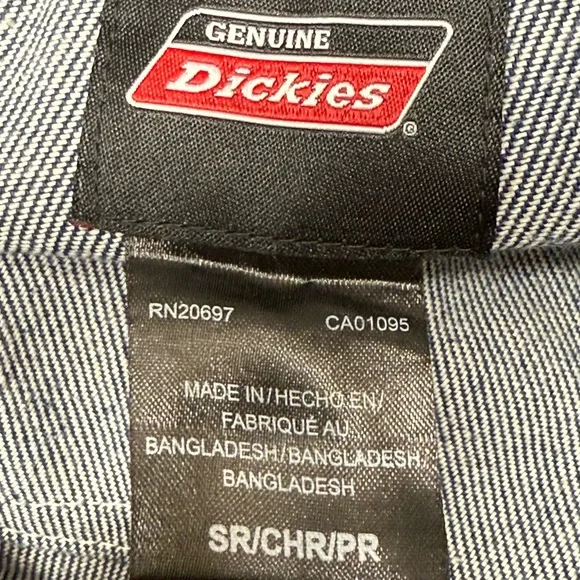 GENUINE
Dickies
®
RN20697 CA01095
MADE IN/HECHO EN/
FABRIQUÉ AU
BANGLADESH/BANGLADESH/
BANGLADESH
SR/CHR/PR